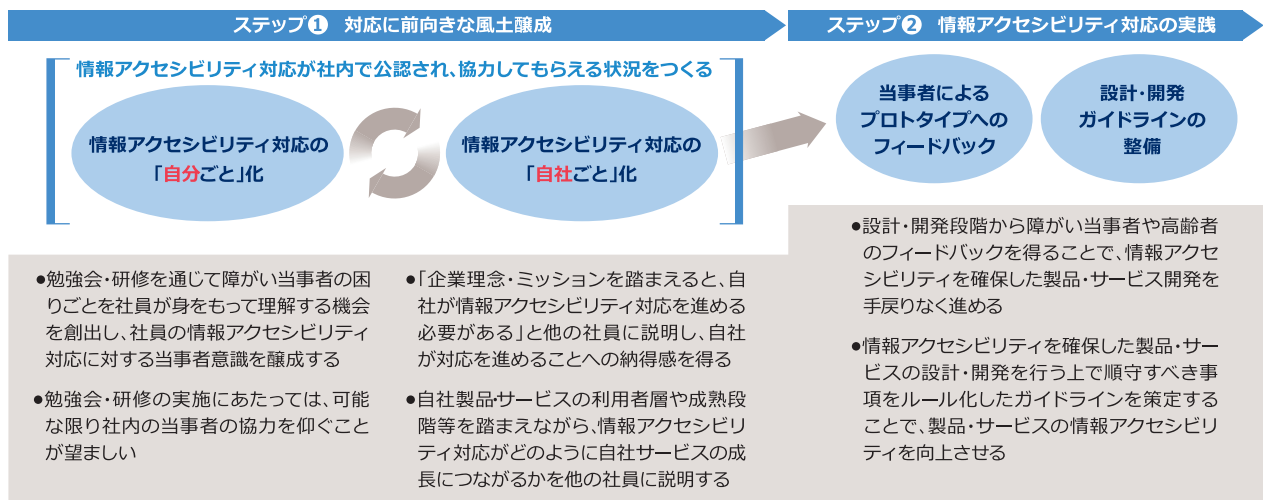 ステップ❶　対応に前向きな風土醸成
情報アクセシビリティ対応が社内で公認され、協力してもらえる状況をつくる
情報アクセシビリティ対応の
「自分ごと」化
情報アクセシビリティ対応の
「自社ごと」化
●勉強会・研修を通じて障がい当事者の困
りごとを社員が身をもって理解する機会
を創出し、社員の情報アクセシビリティ
対応に対する当事者意識を醸成する
●勉強会・研修の実施にあたっては、可能
な限り社内の当事者の協力を仰ぐこと
が望ましい
●「企業理念・ミッションを踏まえると、自
社が情報アクセシビリティ対応を進める
必要がある」と他の社員に説明し、自社
が対応を進めることへの納得感を得る
●自社製品・サービスの利用者層や成熟段
階等を踏まえながら、情報アクセシビリ
ティ対応がどのように自社サービスの成
長につながるかを他の社員に説明する
ステップ❷　情報アクセシビリティ対応の実践
当事者による
プロトタイプへの
フィードバック
設計・開発
ガイドラインの
整備
●設計・開発段階から障がい当事者や高齢者
のフィードバックを得ることで、情報アクセ
シビリティを確保した製品・サービス開発を
手戻りなく進める
●情報アクセシビリティを確保した製品・サー
ビスの設計・開発を行う上で順守すべき事
項をルール化したガイドラインを策定する
ことで、製品・サービスの情報アクセシビリ
ティを向上させる